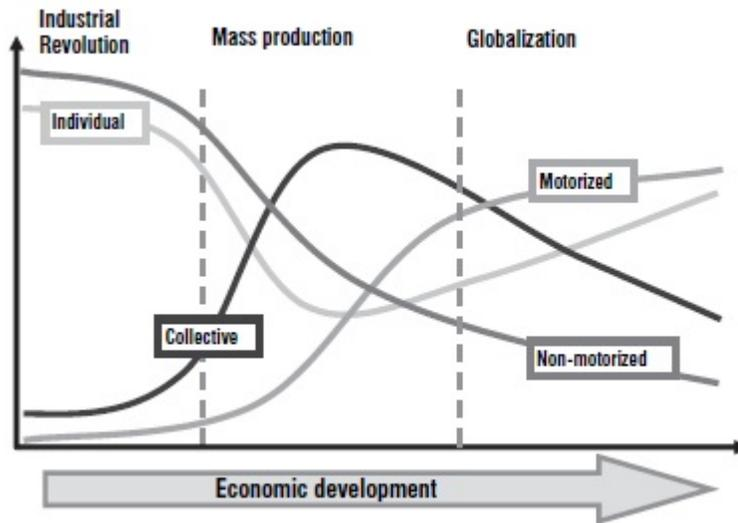 Industrial
Revolution
Mass production
Globalization
Individual
Motorized
Collective
Non-motorized
Economic development